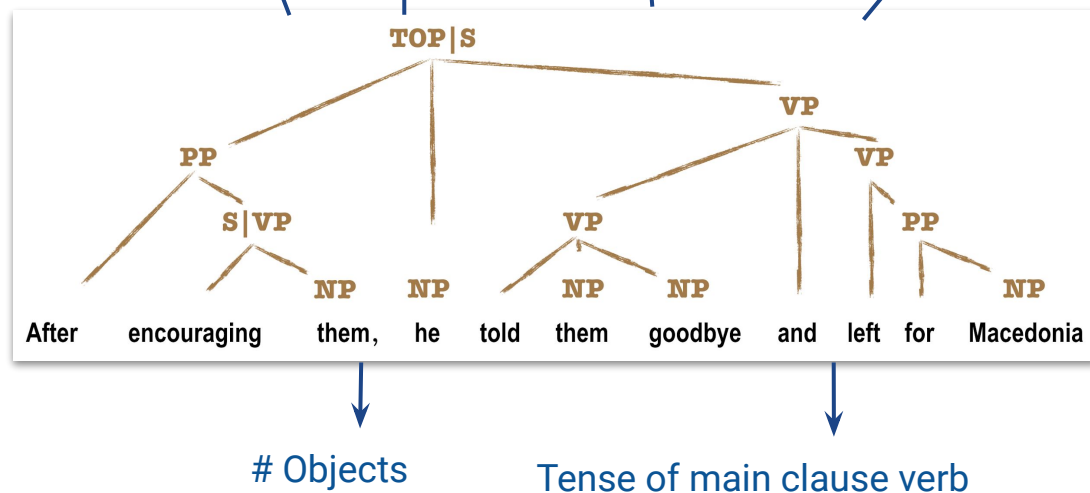 TOP|S
VP
PP VP
S|VP VP PP
NP NP NP NP NP
After encouraging them, he told them goodbye and left for Macedonia
# Objects Tense of main clause verb